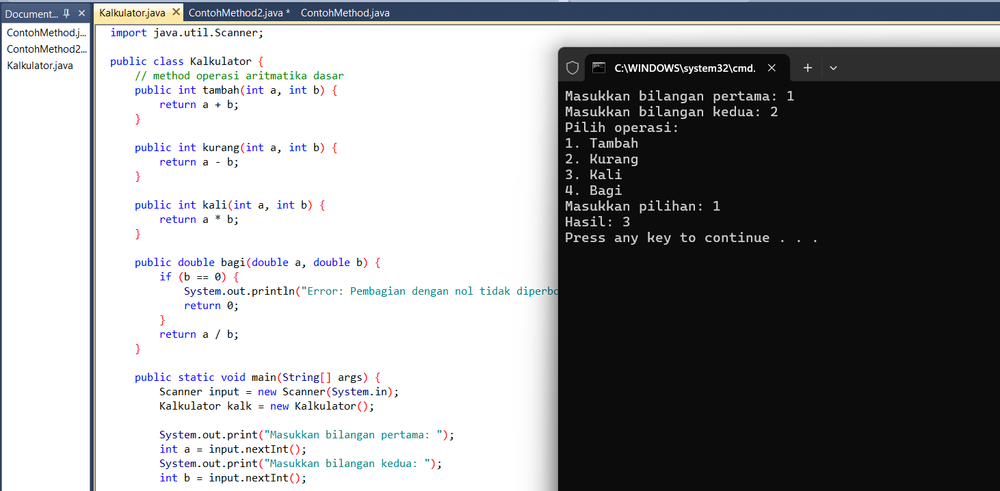 Document...
Kalkulator.java
ContohMethod2.java *
ContohMethod.java
ContohMethod.j...
ContohMethod2...
Kalkulator.java
import java.util.Scanner;
public class Kalkulator {
// method operasi aritmatika dasar
public int tambah(int a, int b) {
return a + b;
}
public int kurang(int a, int b) {
return a - b;
}
public int kali(int a, int b) {
return a * b;
}
public double bagi(double a, double b) {
if (b == 0) {
System.out.println("Error: Pembagian dengan nol tidak diperbo
return 0;
}
return a / b;
}
public static void main(String[] args) {
Scanner input = new Scanner(System.in);
Kalkulator kalk = new Kalkulator();
System.out.print("Masukkan bilangan pertama: ");
int a = input.nextInt();
System.out.print("Masukkan bilangan kedua: ");
int b = input.nextInt();
C:\WINDOWS\system32\cmd.
Masukkan bilangan pertama: 1
Masukkan bilangan kedua: 2
Pilih operasi:
1. Tambah
2. Kurang
3. Kali
4. Bagi
Masukkan pilihan: 1
Hasil: 3
Press any key to continue . . .